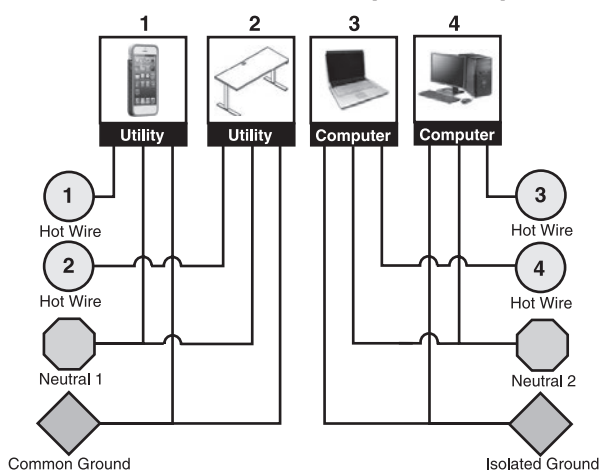 1 2 3 4
Utility Utility Computer Computer
1 3
Hot Wire Hot Wire
2 4
Hot Wire Hot Wire
Neutral 1 Neutral 2
Common Ground Isolated Ground